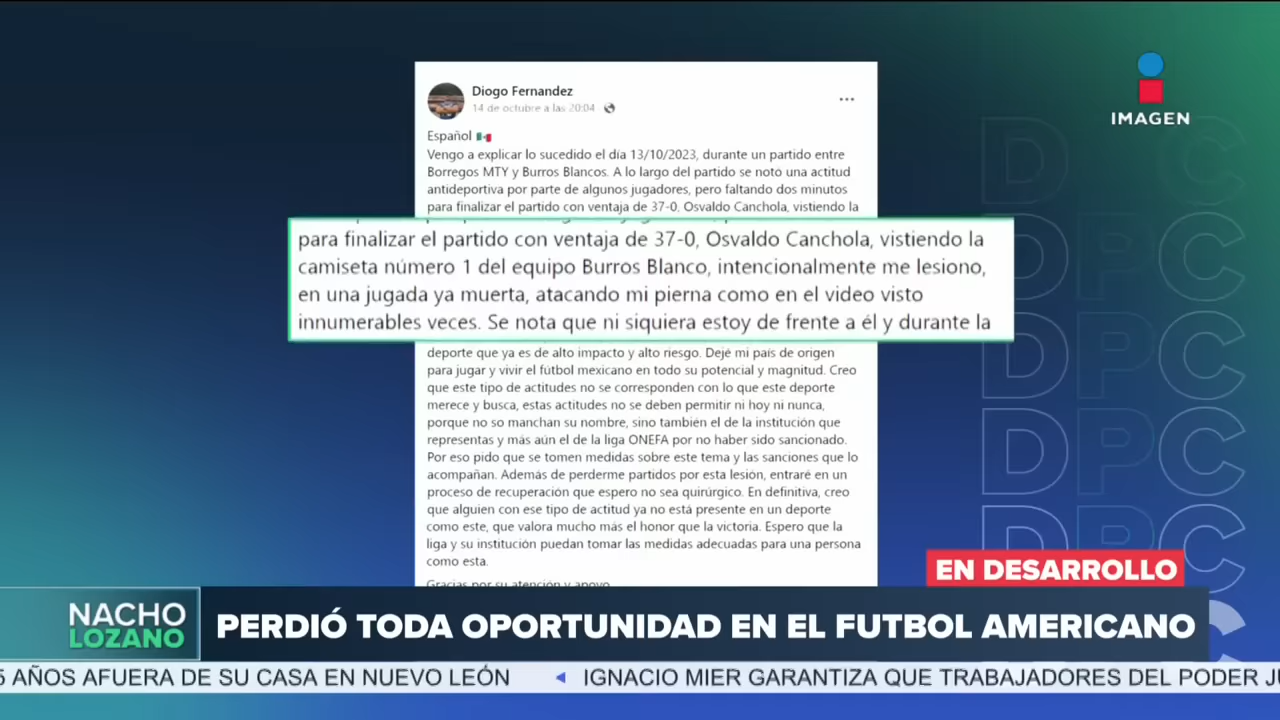 Diogo Fernandez
14 de octubre a las 20:04
IMAGEN
Español
Vengo a explicar lo sucedido el día 13/10/2023, durante un partido entre
Borregos MTY y Burros Blancos. A lo largo del partido se noto una actitud
antideportiva por parte de algunos jugadores, pero faltando dos minutos
para finalizar el partido con ventaja de 37-0, Osvaldo Canchola, vistiendo la
para finalizar el partido con ventaja de 37-0, Osvaldo Canchola, vistiendo la
camiseta número 1 del equipo Burros Blanco, intencionalmente me lesiono,
en una jugada ya muerta, atacando mi pierna como en el video visto
innumerables veces. Se nota que ni siquiera estoy de frente a él y durante la
deporte que ya es de alto impacto y alto riesgo. Dejé mi país de origen
para jugar y vivir el fútbol mexicano en todo su potencial y magnitud. Creo
que este tipo de actitudes no se corresponden con lo que este deporte
merece y busca, estas actitudes no se deben permitir ni hoy ni nunca,
porque no so manchan su nombre, sino también el de la institución que
representas y más aún el de la liga ONEFA por no haber sido sancionado.
Por eso pido que se tomen medidas sobre este tema y las sanciones que lo
acompañan. Además de perderme partidos por esta lesión, entraré en un
proceso de recuperación que espero no sea quirúrgico. En definitiva, creo
que alguien con ese tipo de actitud ya no está presente en un deporte
como este, que valora mucho más el honor que la victoria. Espero que la
liga y su institución puedan tomar las medidas adecuadas para una persona
como esta.
Gracias por su atención y apoyo
DPC
DPC
DPC
DPC
DPC
EN DESARROLLO
NACHO
LOZANO
PERDIÓ TODA OPORTUNIDAD EN EL FUTBOL AMERICANO
5 AÑOS AFUERA DE SU CASA EN NUEVO LEÓN ◄ IGNACIO MIER GARANTIZA QUE TRABAJADORES DEL PODER